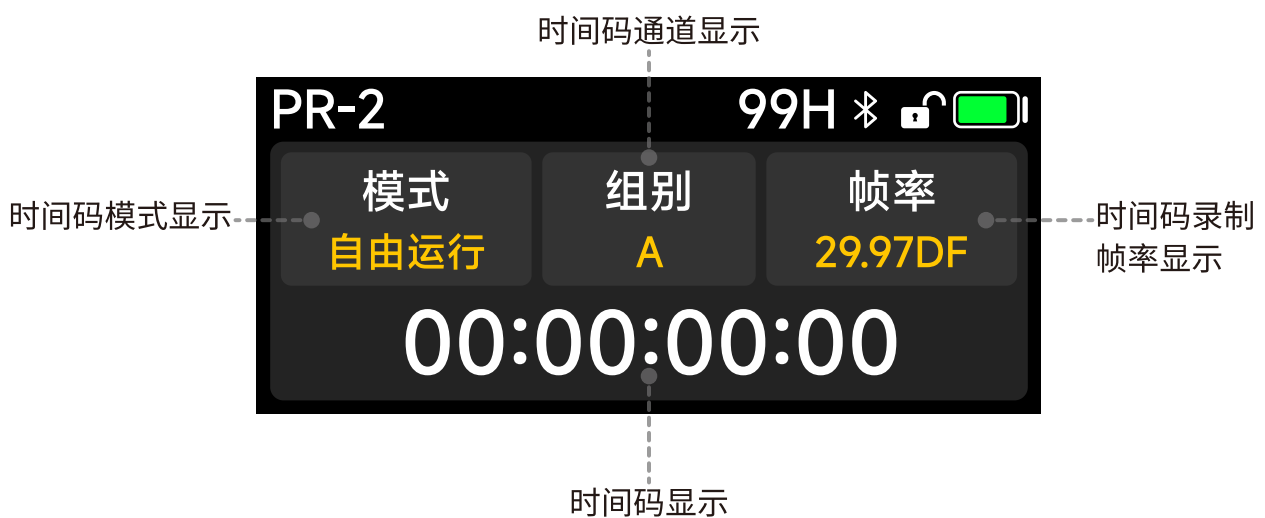 时间码通道显示
PR-2 99H
模式 组别 帧率
时间码模式显示
自由运行 A 29.97DF
时间码录制
帧率显示
00:00:00:00
时间码显示